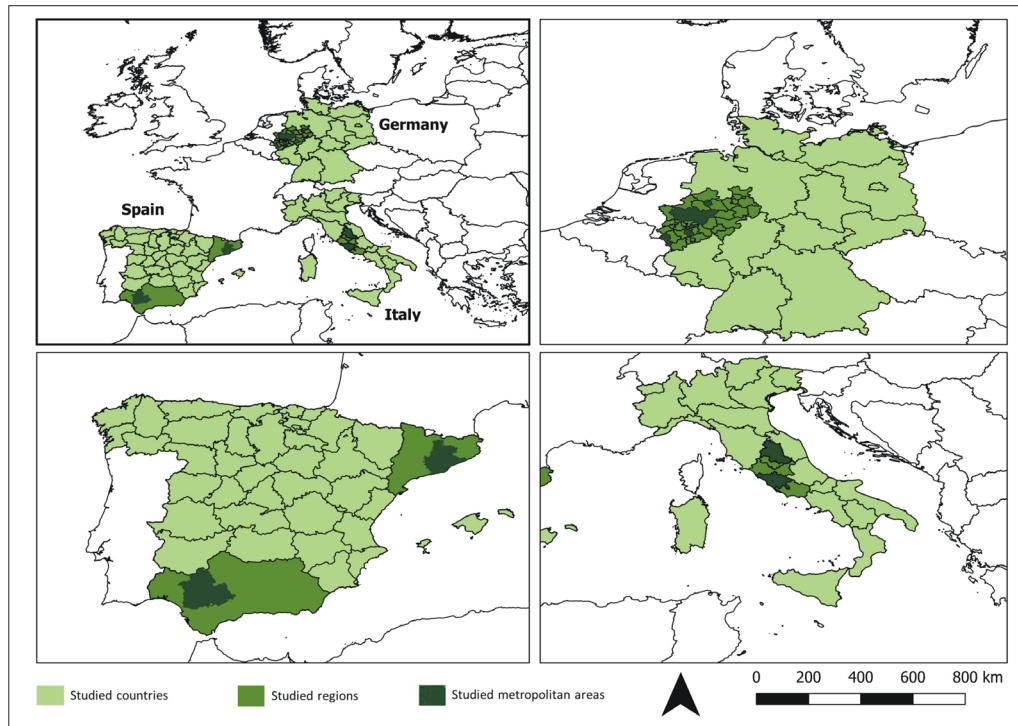 Germany
Spain
Italy
Studied countries
Studied regions
Studied metropolitan areas
0 200 400 600 800 km